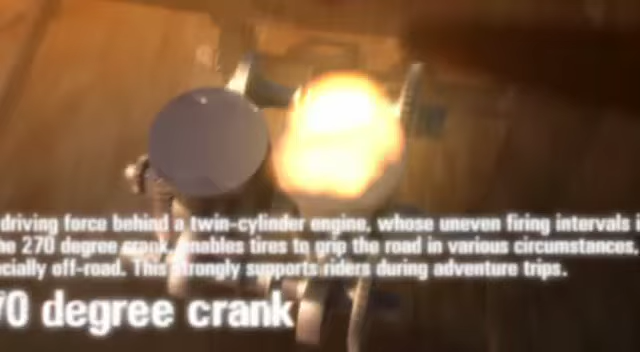 driving force behind a twin-cylinder engine, whose uneven firing intervals i
he 270 degree crank, enables tires to grip the road in various circumstances,
cially off-road. This strongly supports riders during adventure trips.
70 degree crank